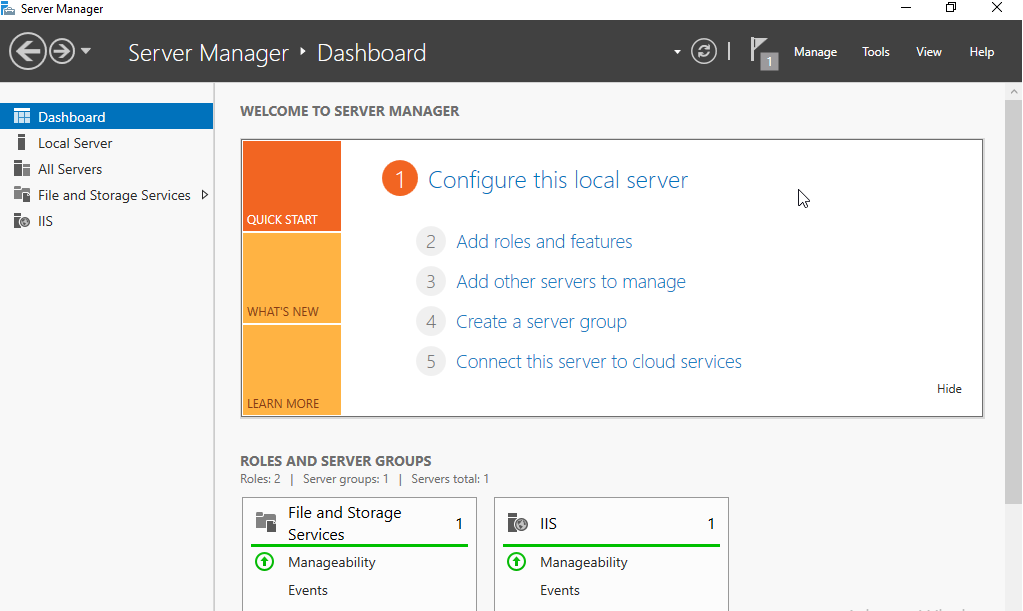 Server Manager
Server Manager ‣ Dashboard
1
Manage
Tools
View
Help
Dashboard
Local Server
All Servers
File and Storage Services
IIS
WELCOME TO SERVER MANAGER
QUICK START
WHAT'S NEW
LEARN MORE
1 Configure this local server
2 Add roles and features
3 Add other servers to manage
4 Create a server group
5 Connect this server to cloud services
Hide
ROLES AND SERVER GROUPS
Roles: 2 | Server groups: 1 | Servers total: 1
File and Storage
Services
1
Manageability
Events
IIS
1
Manageability
Events